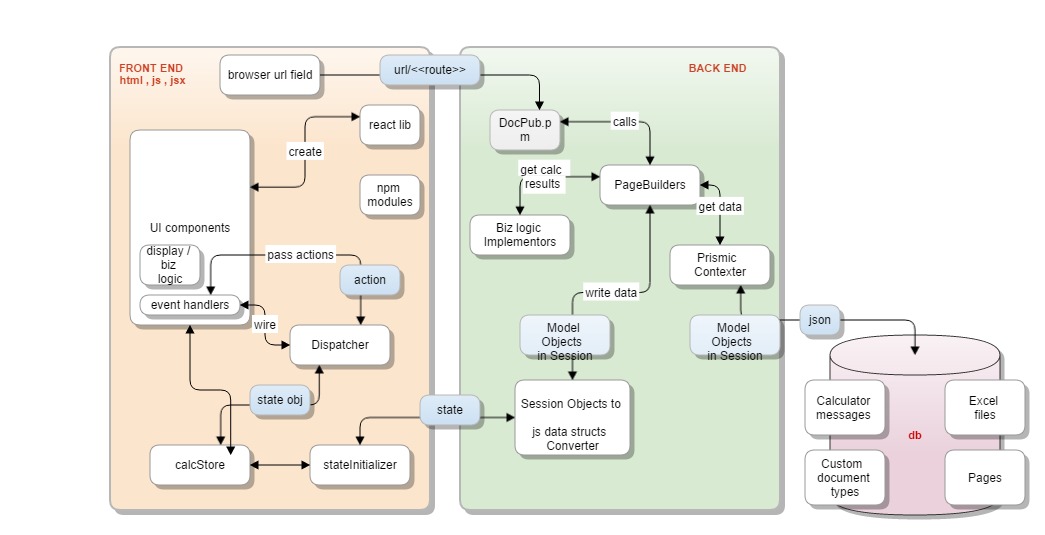 FRONT END
html , js , jsx
browser url field
url/<<route>>
BACK END
react lib
create
npm
modules
UI components
display /
biz
logic
event handlers
pass actions
action
wire
Dispatcher
state obj
calcStore
stateInitializer
state
DocPub.p
m
calls
get calc
results
PageBuilders
get data
Biz logic
Implementors
Prismic
Contexter
write data
Model
Objects
in Session
Model
Objects
in Session
Session Objects to
js data structs
Converter
json
Calculator
messages
Excel
files
db
Custom
document
types
Pages